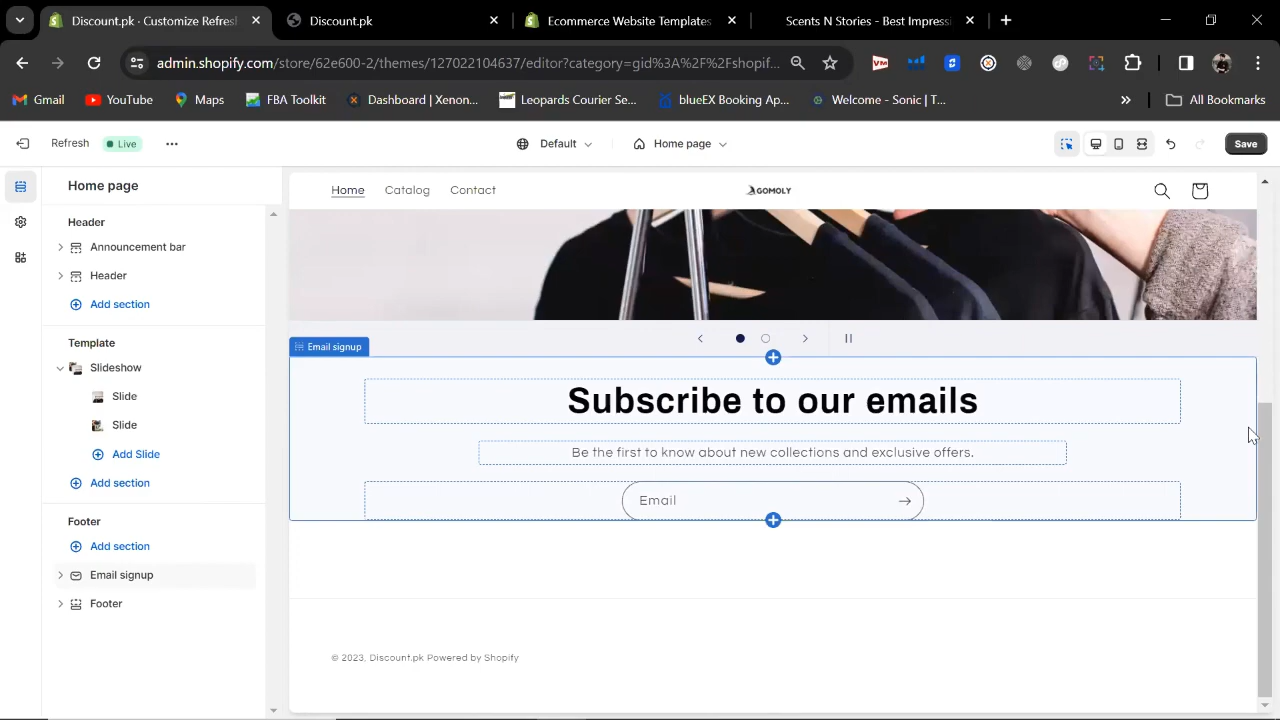 Discount.pk · Customize Refresh
Discount.pk
Ecommerce Website Templates
Scents N Stories - Best Impressi
admin.shopify.com/store/62e600-2/themes/127022104637/editor?category=gid%3A%2F%2Fshopif...
Gmail
YouTube
Maps
FBA Toolkit
Dashboard | Xenon...
Leopards Courier Se...
blueEX Booking Ap...
Welcome - Sonic | T...
All Bookmarks
Refresh
Live
Default
Home page
Save
Home page
Header
Announcement bar
Header
Add section
Template
Slideshow
Slide
Slide
Add Slide
Add section
Footer
Add section
Email signup
Footer
Home
Catalog
Contact
GOMOLY
Email signup
Subscribe to our emails
Be the first to know about new collections and exclusive offers.
Email
© 2023, Discount.pk Powered by Shopify